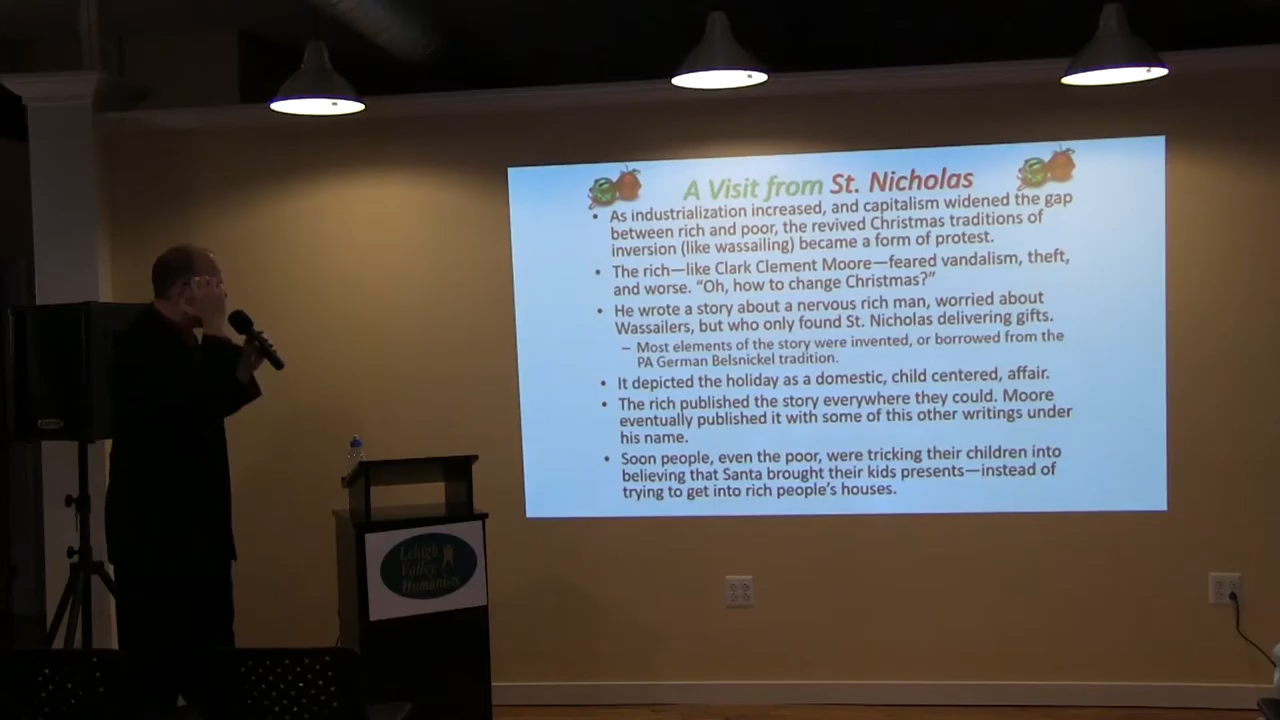 A Visit from St. Nicholas
• As industrialization increased, and capitalism widened the gap
between rich and poor, the revived Christmas traditions of
inversion (like wassailing) became a form of protest.
• The rich—like Clark Clement Moore—feared vandalism, theft,
and worse. “Oh, how to change Christmas?”
• He wrote a story about a nervous rich man, worried about
Wassailers, but who only found St. Nicholas delivering gifts.
– Most elements of the story were invented, or borrowed from the
PA German Belsnickel tradition.
• It depicted the holiday as a domestic, child centered, affair.
• The rich published the story everywhere they could. Moore
eventually published it with some of this other writings under
his name.
• Soon people, even the poor, were tricking their children into
believing that Santa brought their kids presents—instead of
trying to get into rich people’s houses.
Lehigh
Valley
Humanists